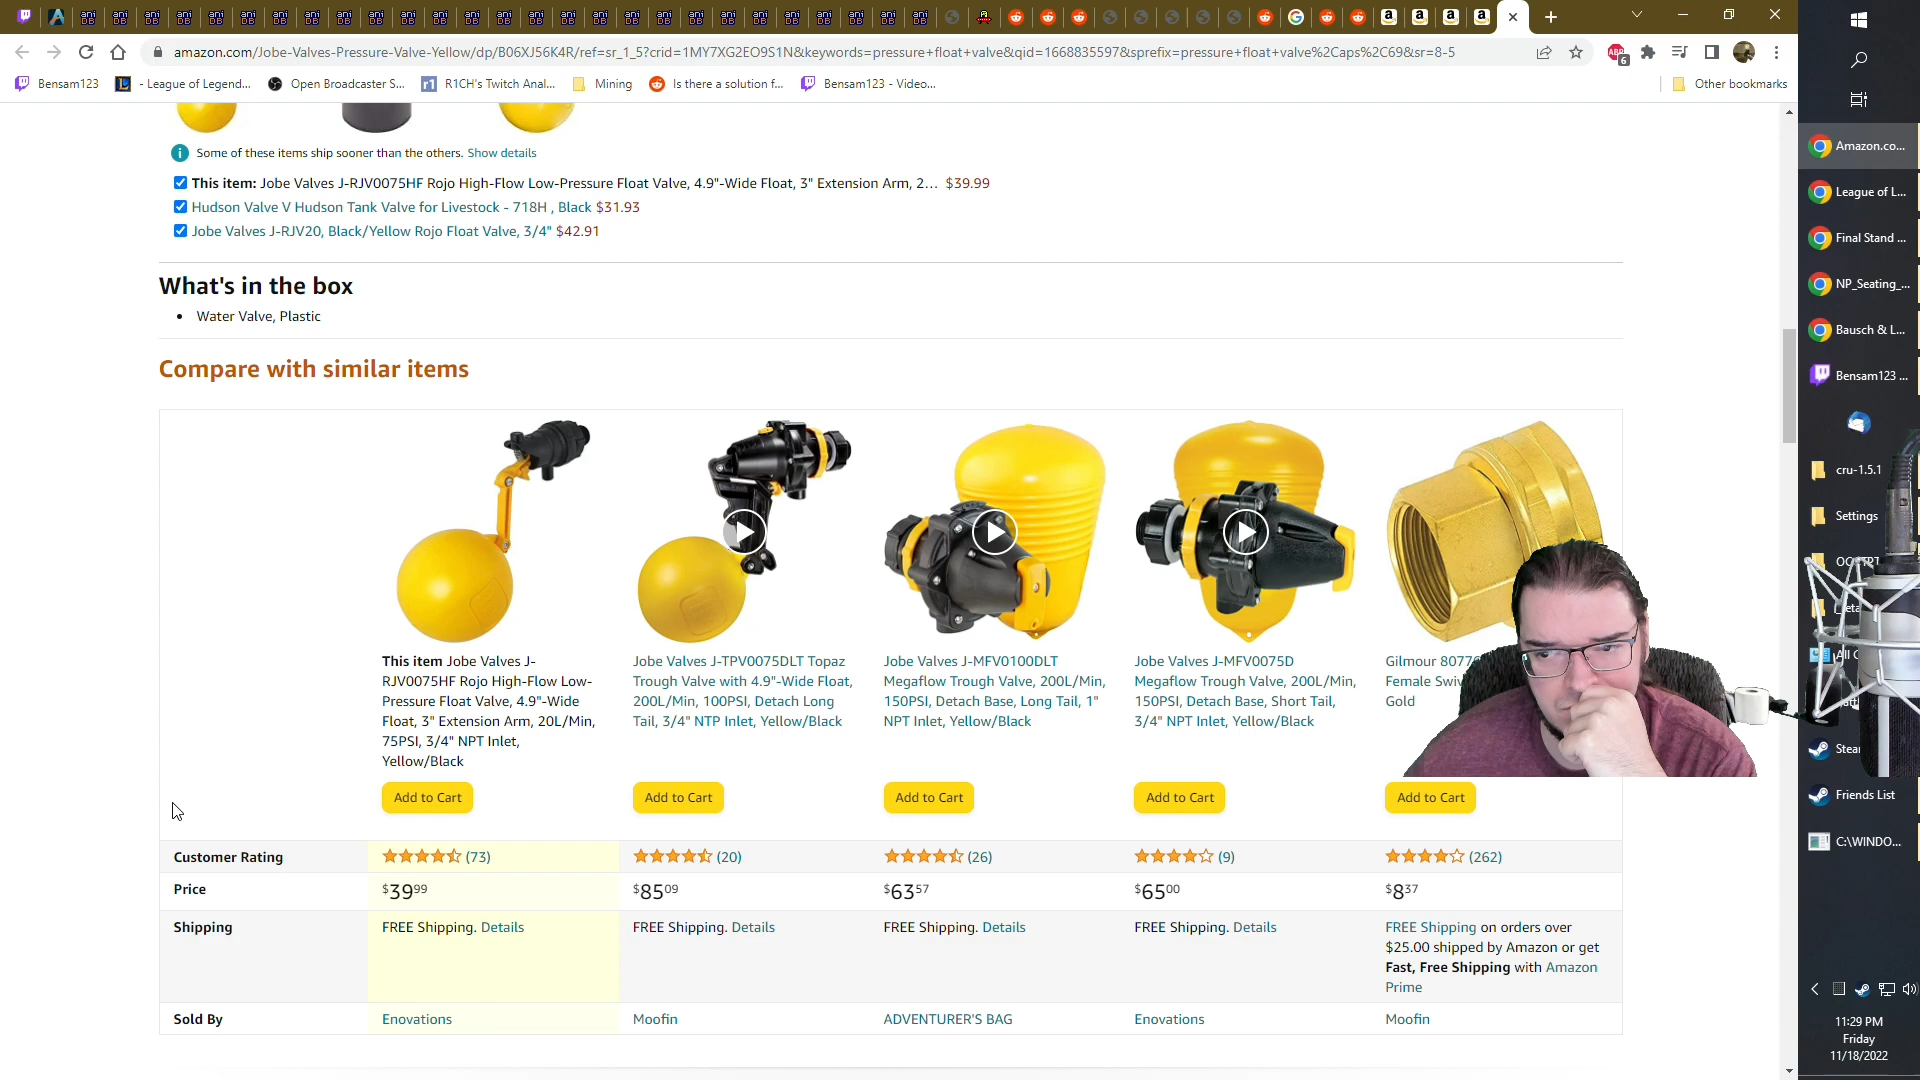 amazon.com/Jobe-Valves-Pressure-Valve-Yellow/dp/B06XJ56K4R/ref=sr_1_5?crid=1MY7XG2EO9S1N&keywords=pressure+float+valve&qid=1668835597&sprefix=pressure+float+valve%2Caps%2C69&sr=8-5
Bensam123
- League of Legend...
Open Broadcaster S...
R1CH's Twitch Anal...
Mining
Is there a solution f...
Bensam123 - Video...
Other bookmarks
Some of these items ship sooner than the others. Show details
This item: Jobe Valves J-RJV0075HF Rojo High-Flow Low-Pressure Float Valve, 4.9"-Wide Float, 3" Extension Arm, 2… $39.99
Hudson Valve V Hudson Tank Valve for Livestock - 718H , Black $31.93
Jobe Valves J-RJV20, Black/Yellow Rojo Float Valve, 3/4" $42.91
What's in the box
• Water Valve, Plastic
Compare with similar items
This item Jobe Valves J-
RJV0075HF Rojo High-Flow Low-
Pressure Float Valve, 4.9"-Wide
Float, 3" Extension Arm, 20L/Min,
75PSI, 3/4" NPT Inlet,
Yellow/Black
Jobe Valves J-TPV0075DLT Topaz
Trough Valve with 4.9"-Wide Float,
200L/Min, 100PSI, Detach Long
Tail, 3/4" NTP Inlet, Yellow/Black
Jobe Valves J-MFV0100DLT
Megaflow Trough Valve, 200L/Min,
150PSI, Detach Base, Long Tail, 1"
NPT Inlet, Yellow/Black
Jobe Valves J-MFV0075D
Megaflow Trough Valve, 200L/Min,
150PSI, Detach Base, Short Tail,
3/4" NPT Inlet, Yellow/Black
Gilmour
Female
Gold
Add to Cart
Add to Cart
Add to Cart
Add to Cart
Add to Cart
Customer Rating
(73)
(20)
(26)
(9)
(262)
Price
$3999
$8509
$6357
$6500
$837
Shipping
FREE Shipping. Details
FREE Shipping. Details
FREE Shipping. Details
FREE Shipping. Details
FREE Shipping on orders over
$25.00 shipped by Amazon or get
Fast, Free Shipping with Amazon
Prime
Sold By
Enovations
Moofin
ADVENTURER'S BAG
Enovations
Moofin
Amazon.co...
League of L...
Final Stand ...
NP_Seating_...
Bausch & L...
Bensam123 ...
cru-1.5.1
Settings
Friends List
C:\WINDO...
11:29 PM
Friday
11/18/2022